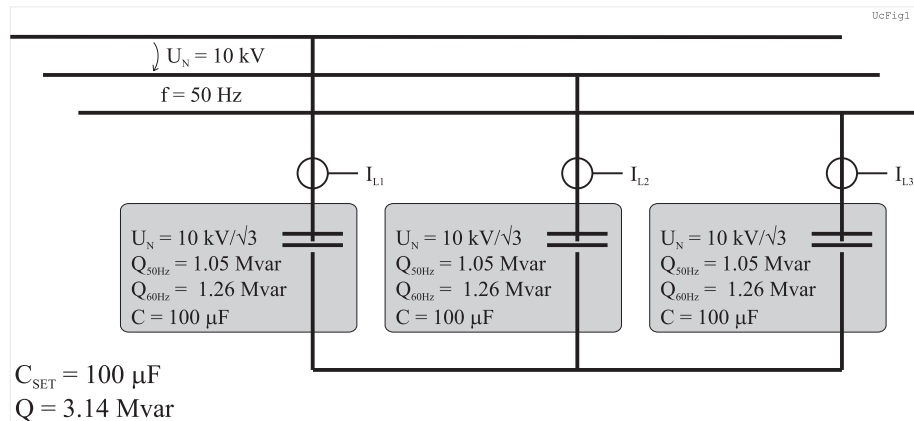 UcFig1
U_N = 10 kV
f = 50 Hz
I_L1
I_L2
I_L3
U_N = 10 kV/√3
Q_50Hz = 1.05 Mvar
Q_60Hz = 1.26 Mvar
C = 100 µF
U_N = 10 kV/√3
Q_50Hz = 1.05 Mvar
Q_60Hz = 1.26 Mvar
C = 100 µF
U_N = 10 kV/√3
Q_50Hz = 1.05 Mvar
Q_60Hz = 1.26 Mvar
C = 100 µF
C_SET = 100 µF
Q = 3.14 Mvar